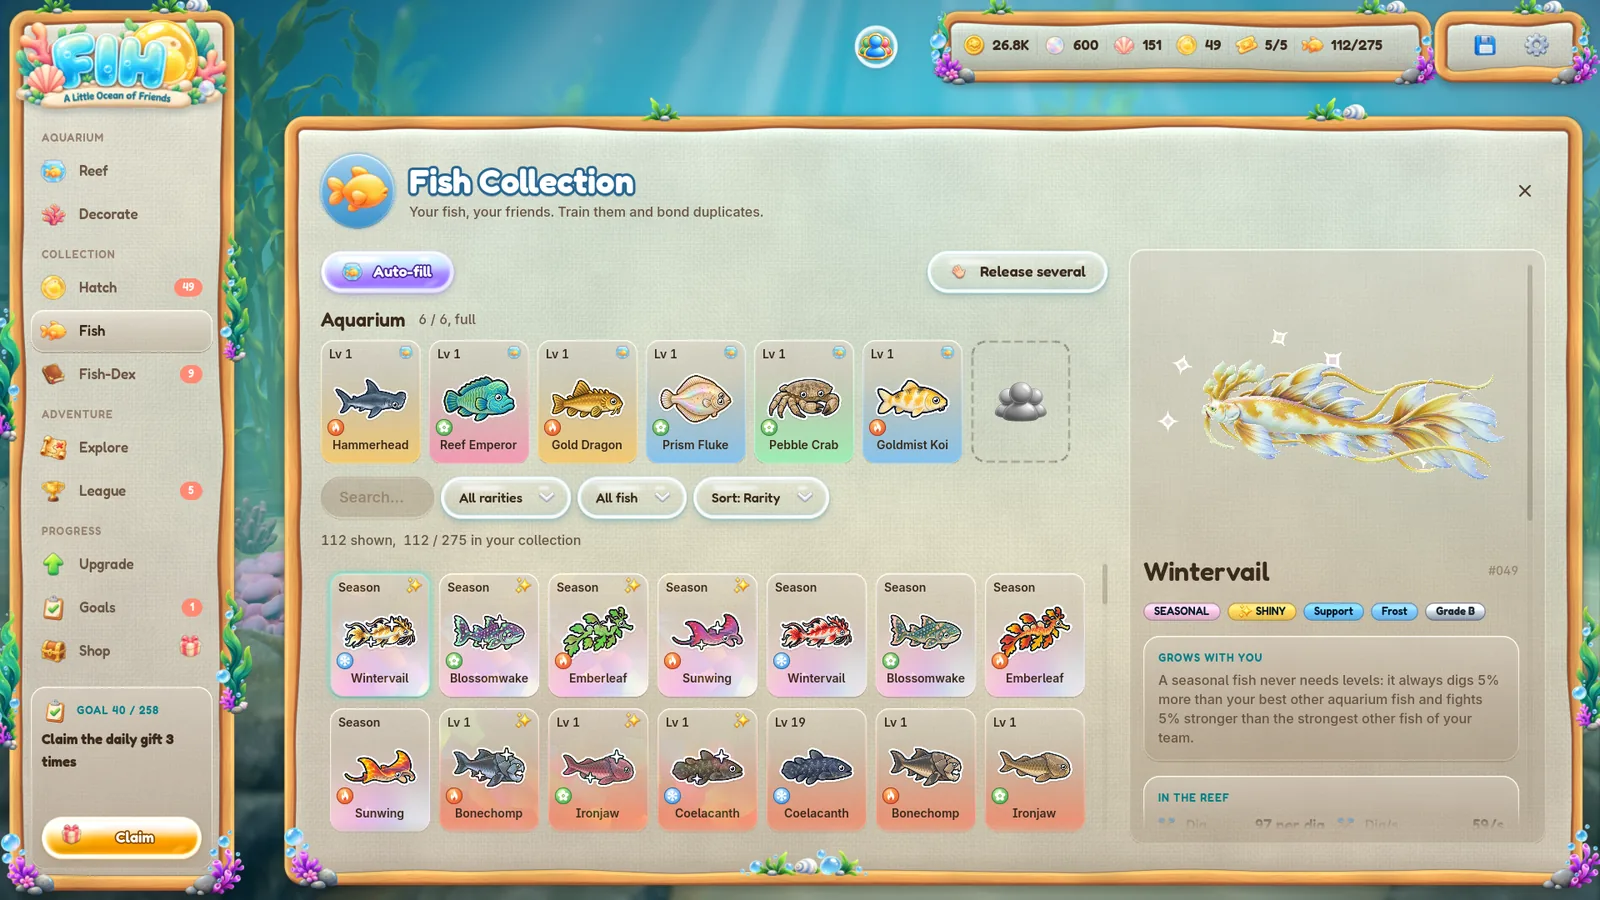 FIH
A Little Ocean of Friends
26.8K
600
151
49
5/5
112/275
AQUARIUM
Reef
Decorate
COLLECTION
Hatch
49
Fish
Fish-Dex
9
ADVENTURE
Explore
League
5
PROGRESS
Upgrade
Goals
1
Shop
GOAL 40 / 258
Claim the daily gift 3
times
Claim
Fish Collection
Your fish, your friends. Train them and bond duplicates.
Auto-fill
Release several
Aquarium 6 / 6, full
Lv 1
Hammerhead
Lv 1
Reef Emperor
Lv 1
Gold Dragon
Lv 1
Prism Fluke
Lv 1
Pebble Crab
Lv 1
Goldmist Koi
Search...
All rarities
All fish
Sort: Rarity
112 shown, 112 / 275 in your collection
Season
Wintervail
Season
Blossomwake
Season
Emberleaf
Season
Sunwing
Season
Wintervail
Season
Blossomwake
Season
Emberleaf
Season
Sunwing
Lv 1
Bonechomp
Lv 1
Ironjaw
Lv 1
Coelacanth
Lv 19
Coelacanth
Lv 1
Bonechomp
Lv 1
Ironjaw
Wintervail
#049
SEASONAL
SHINY
Support
Frost
Grade B
GROWS WITH YOU
A seasonal fish never needs levels: it always digs 5%
more than your best other aquarium fish and fights
5% stronger than the strongest other fish of your
team.
IN THE REEF
Dig 97 per dig Dig/s 59/s